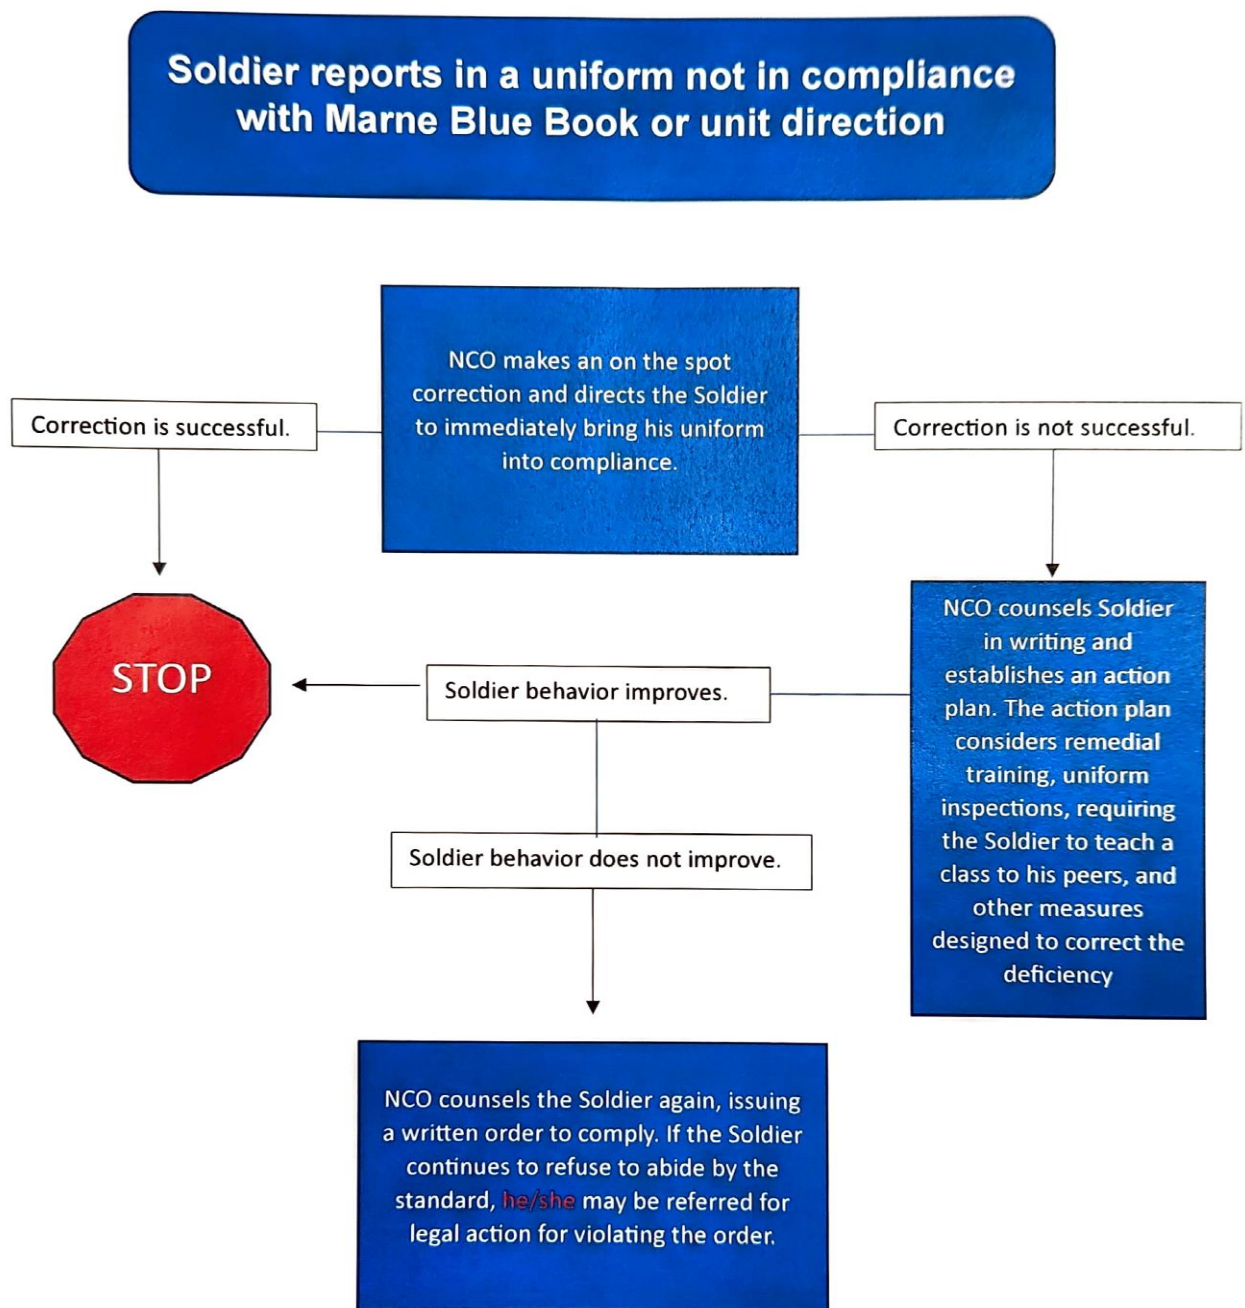 Soldier reports in a uniform not in compliance
with Marne Blue Book or unit direction
NCO makes an on the spot
correction and directs the Soldier
to immediately bring his uniform
into compliance.
Correction is successful.
Correction is not successful.
STOP
NCO counsels Soldier
in writing and
establishes an action
plan. The action plan
considers remedial
training, uniform
inspections, requiring
the Soldier to teach a
class to his peers, and
other measures
designed to correct the
deficiency
Soldier behavior improves.
Soldier behavior does not improve.
NCO counsels the Soldier again, issuing
a written order to comply. If the Soldier
continues to refuse to abide by the
standard, he/she may be referred for
legal action for violating the order.